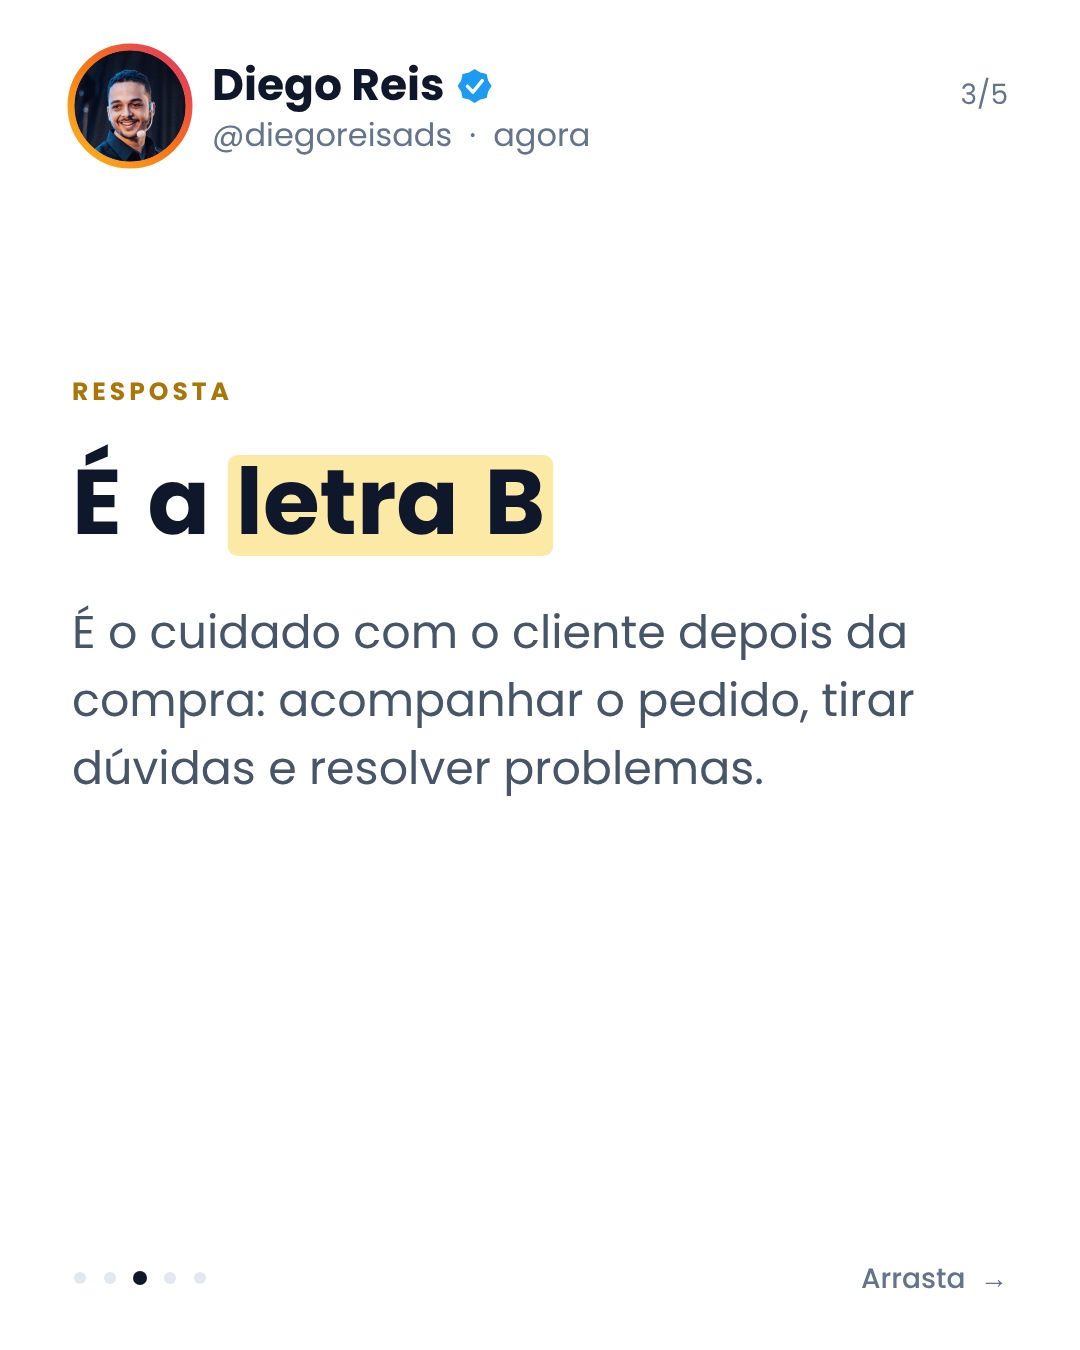 Diego Reis
@diegoreisads · agora
3/5
RESPOSTA
É a letra B
É o cuidado com o cliente depois da
compra: acompanhar o pedido, tirar
dúvidas e resolver problemas.
Arrasta →